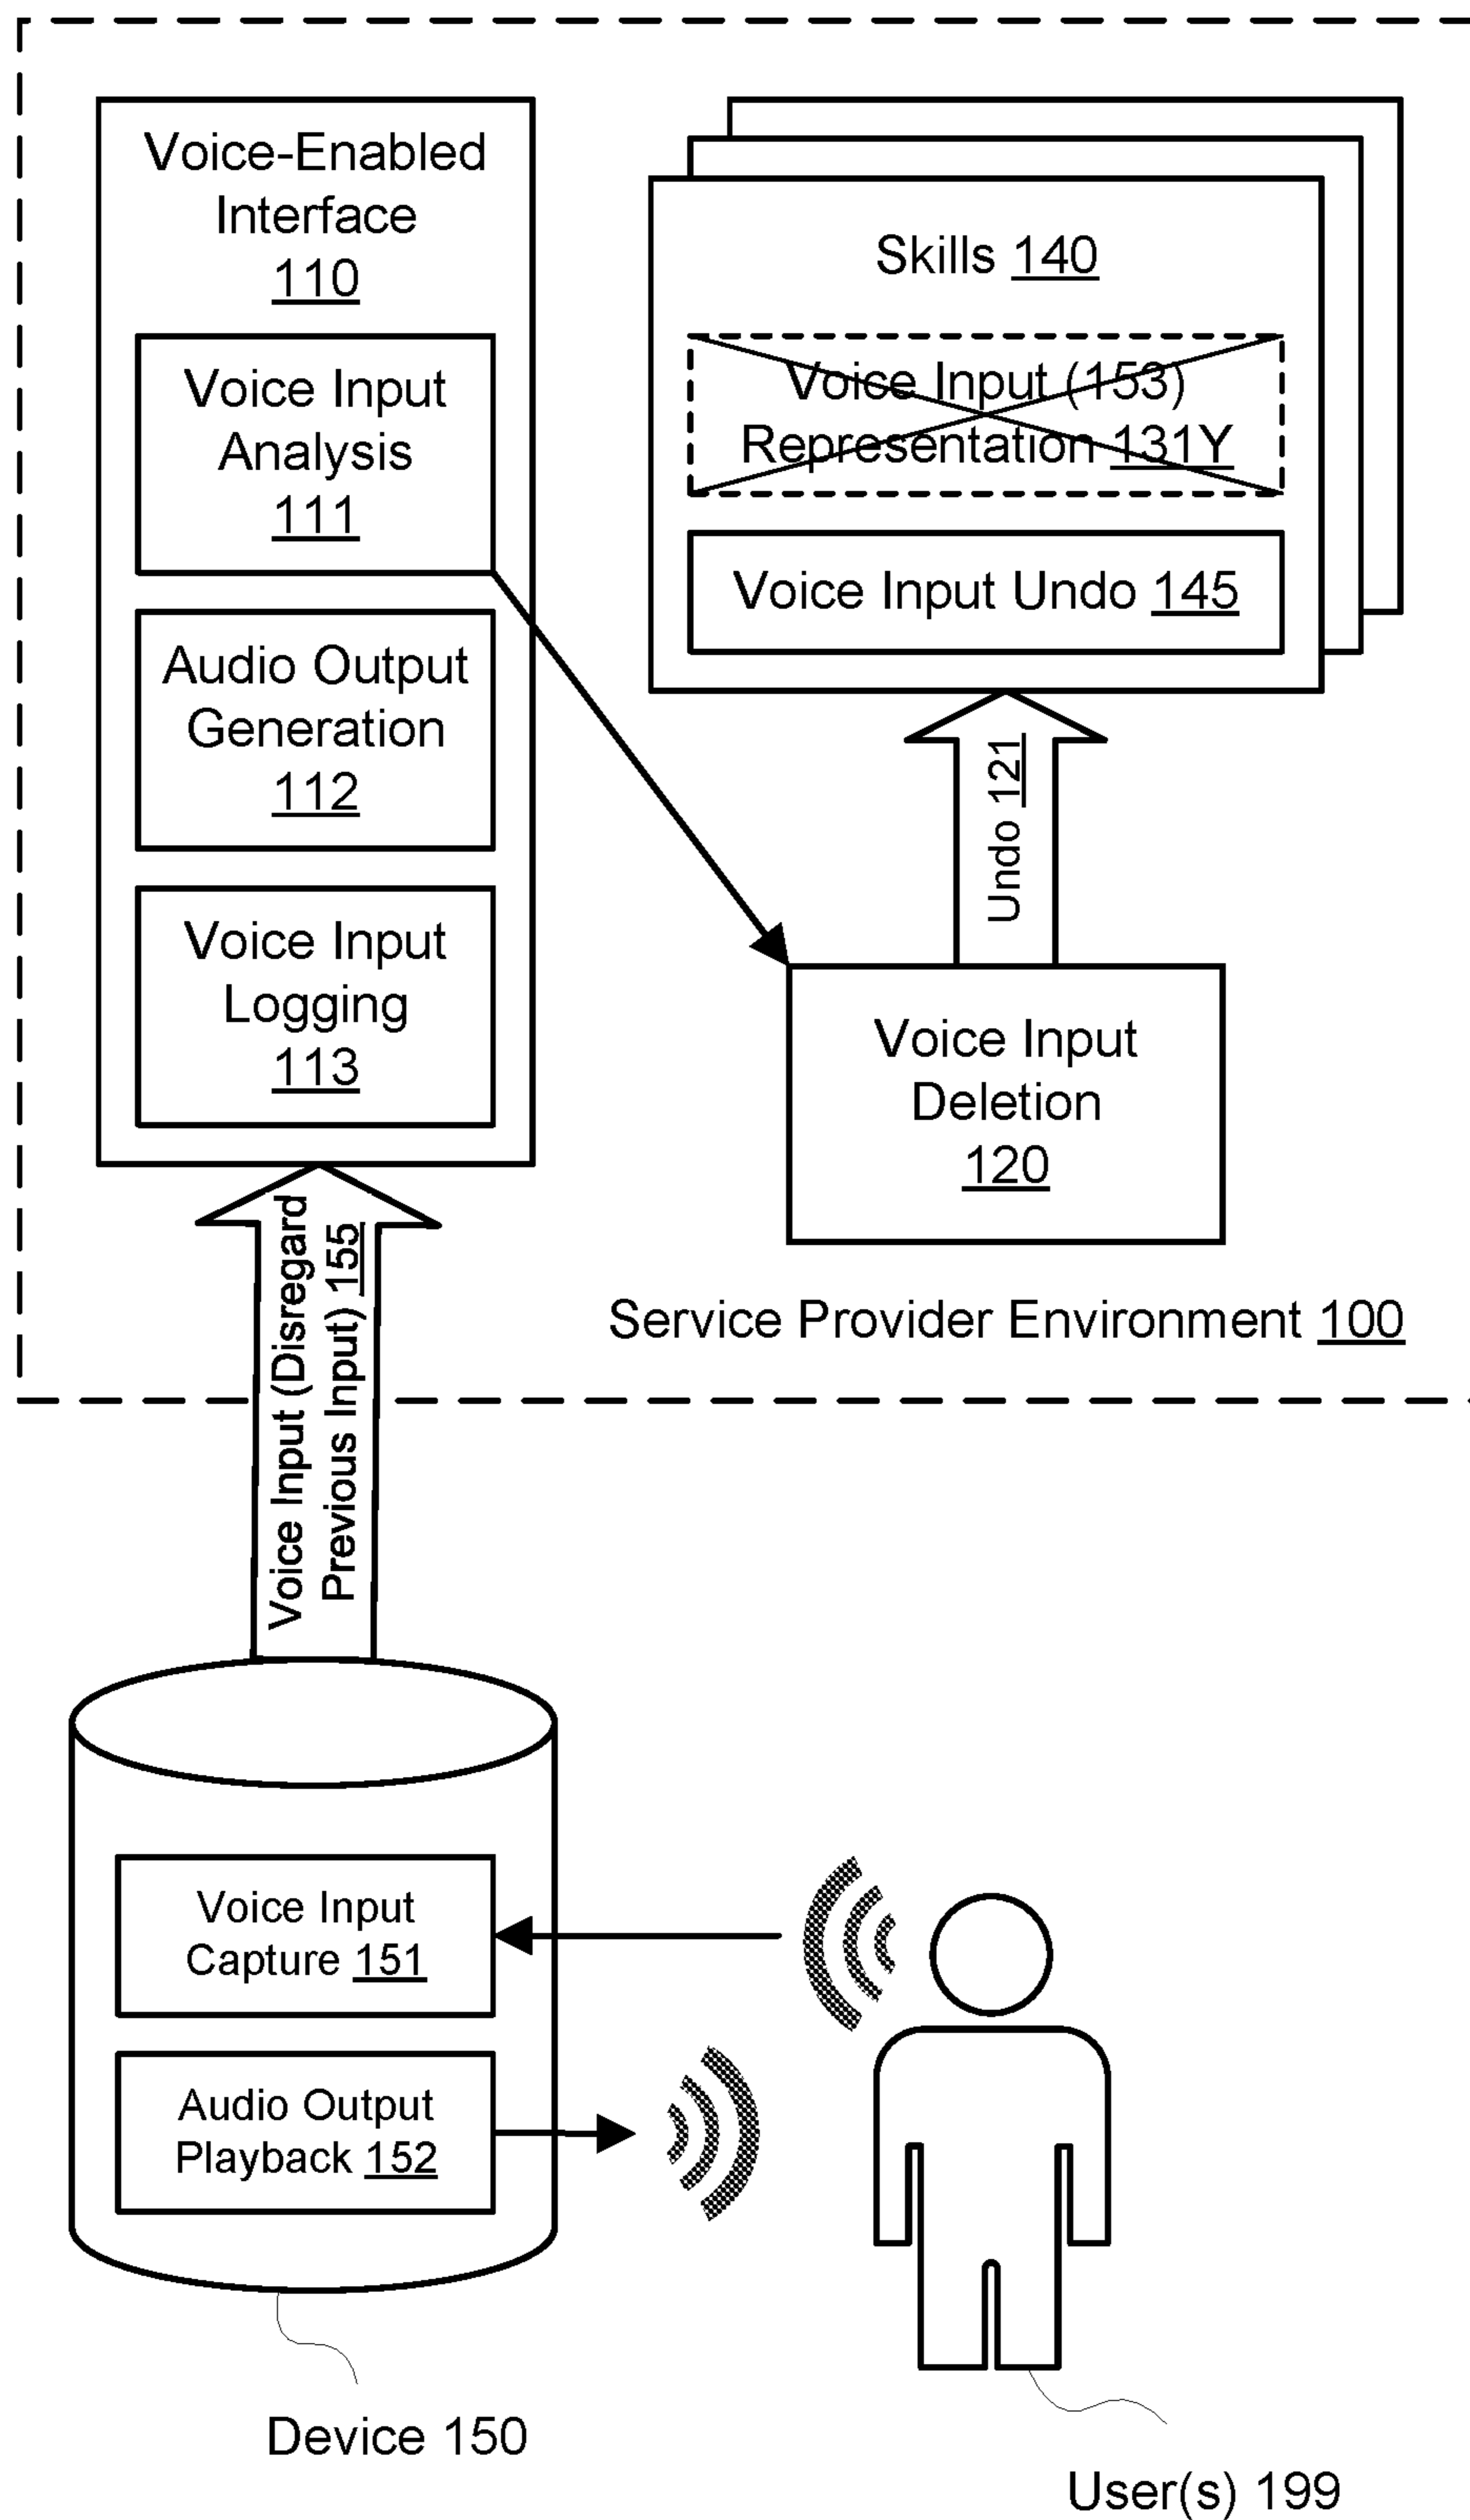 Voice-Enabled
Interface
110
Voice Input
Analysis
111
Audio Output
Generation
112
Voice Input
Logging
113
Skills 140
Voice Input (153)
Representation 131Y
Voice Input Undo 145
Undo 121
Voice Input
Deletion
120
Service Provider Environment 100
Voice Input (Disregard
Previous Input) 155
Voice Input
Capture 151
Audio Output
Playback 152
Device 150
User(s) 199